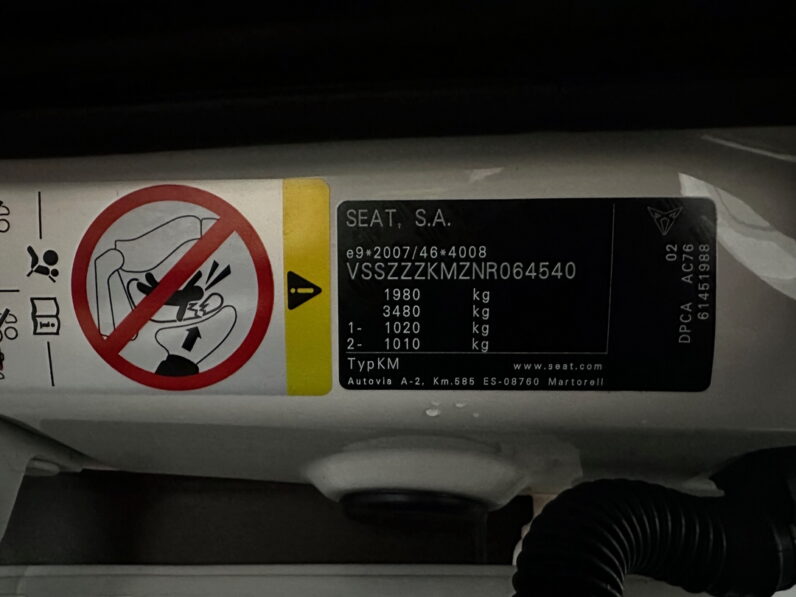 SEAT, S.A.
e9*2007/46*4008
VSSZZZKMZNR064540
1980 kg
3480 kg
1- 1020 kg
2- 1010 kg
TypKM www.seat.com
Autovia A-2, Km.585 ES-08760 Martorell
02
DPCA AC76
61451988